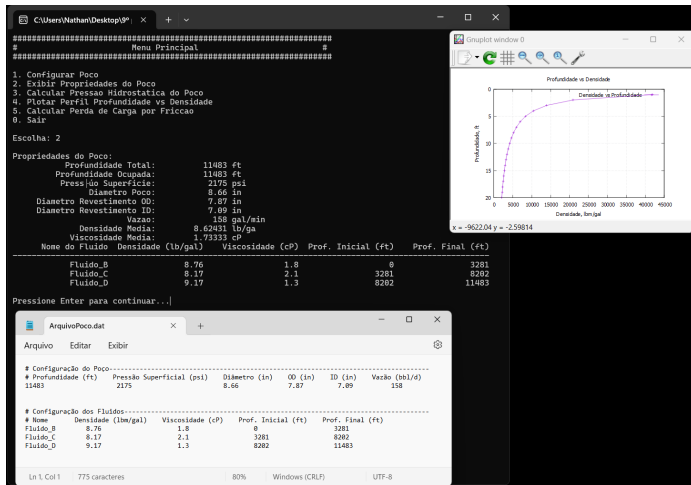 C:\Users\Nathan\Desktop\9º
################################################################
# Menu Principal #
################################################################
1. Configurar Poco
2. Exibir Propriedades do Poco
3. Calcular Pressao Hidrostatica do Poco
4. Plotar Perfil Profundidade vs Densidade
5. Calcular Perda de Carga por Friccao
0. Sair
Escolha: 2
Propriedades do Poco:
Profundidade Total: 11483 ft
Profundidade Ocupada: 11483 ft
Press├úo Superficie: 2175 psi
Diametro Poco: 8.66 in
Diametro Revestimento OD: 7.87 in
Diametro Revestimento ID: 7.09 in
Vazao: 158 gal/min
Densidade Media: 8.62431 lb/ga
Viscosidade Media: 1.73333 cP
Nome do Fluido Densidade (lb/gal) Viscosidade (cP) Prof. Inicial (ft) Prof. Final (ft)
Fluido_B 8.76 1.8 0 3281
Fluido_C 8.17 2.1 3281 8202
Fluido_D 9.17 1.3 8202 11483
Pressione Enter para continuar...
Gnuplot window 0
Profundidade vs Densidade
Densidade vs Profundidade
Profundidade, ft
0
5
10
15
20
0 5000 10000 15000 20000 25000 30000 35000 40000 45000
Densidade, lbm/gal
x = -9622.04 y = -2.59814
ArquivoPoco.dat
Arquivo Editar Exibir
# Configuração do Poço--------------------------------------------------------------------------------
# Profundidade (ft) Pressão Superficial (psi) Diâmetro (in) OD (in) ID (in) Vazão (bbl/d)
11483 2175 8.66 7.87 7.09 158
# Configuração dos Fluidos----------------------------------------------------------------------------
# Nome Densidade (lbm/gal) Viscosidade (cP) Prof. Inicial (ft) Prof. Final (ft)
Fluido_B 8.76 1.8 0 3281
Fluido_C 8.17 2.1 3281 8202
Fluido_D 9.17 1.3 8202 11483
Ln 1, Col 1 775 caracteres 80% Windows (CRLF) UTF-8